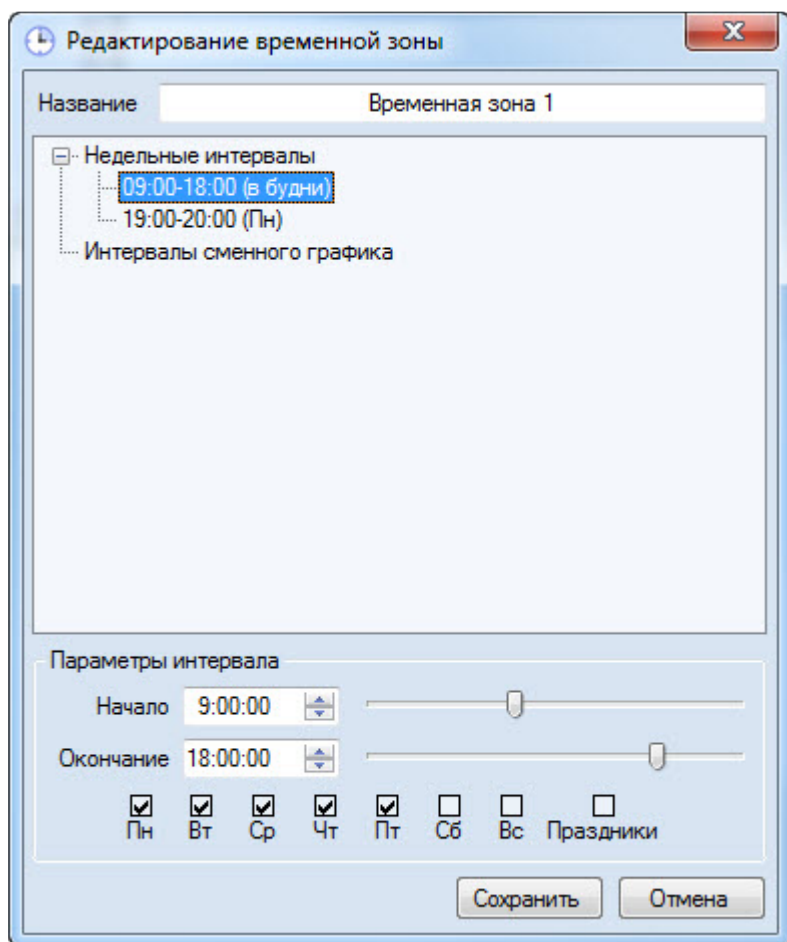 Редактирование временной зоны
Название Временная зона 1
Недельные интервалы
09:00-18:00 (в будни)
19:00-20:00 (Пн)
Интервалы сменного графика
Параметры интервала
Начало 9:00:00
Окончание 18:00:00
Пн Вт Ср Чт Пт Сб Вс Праздники
Сохранить Отмена